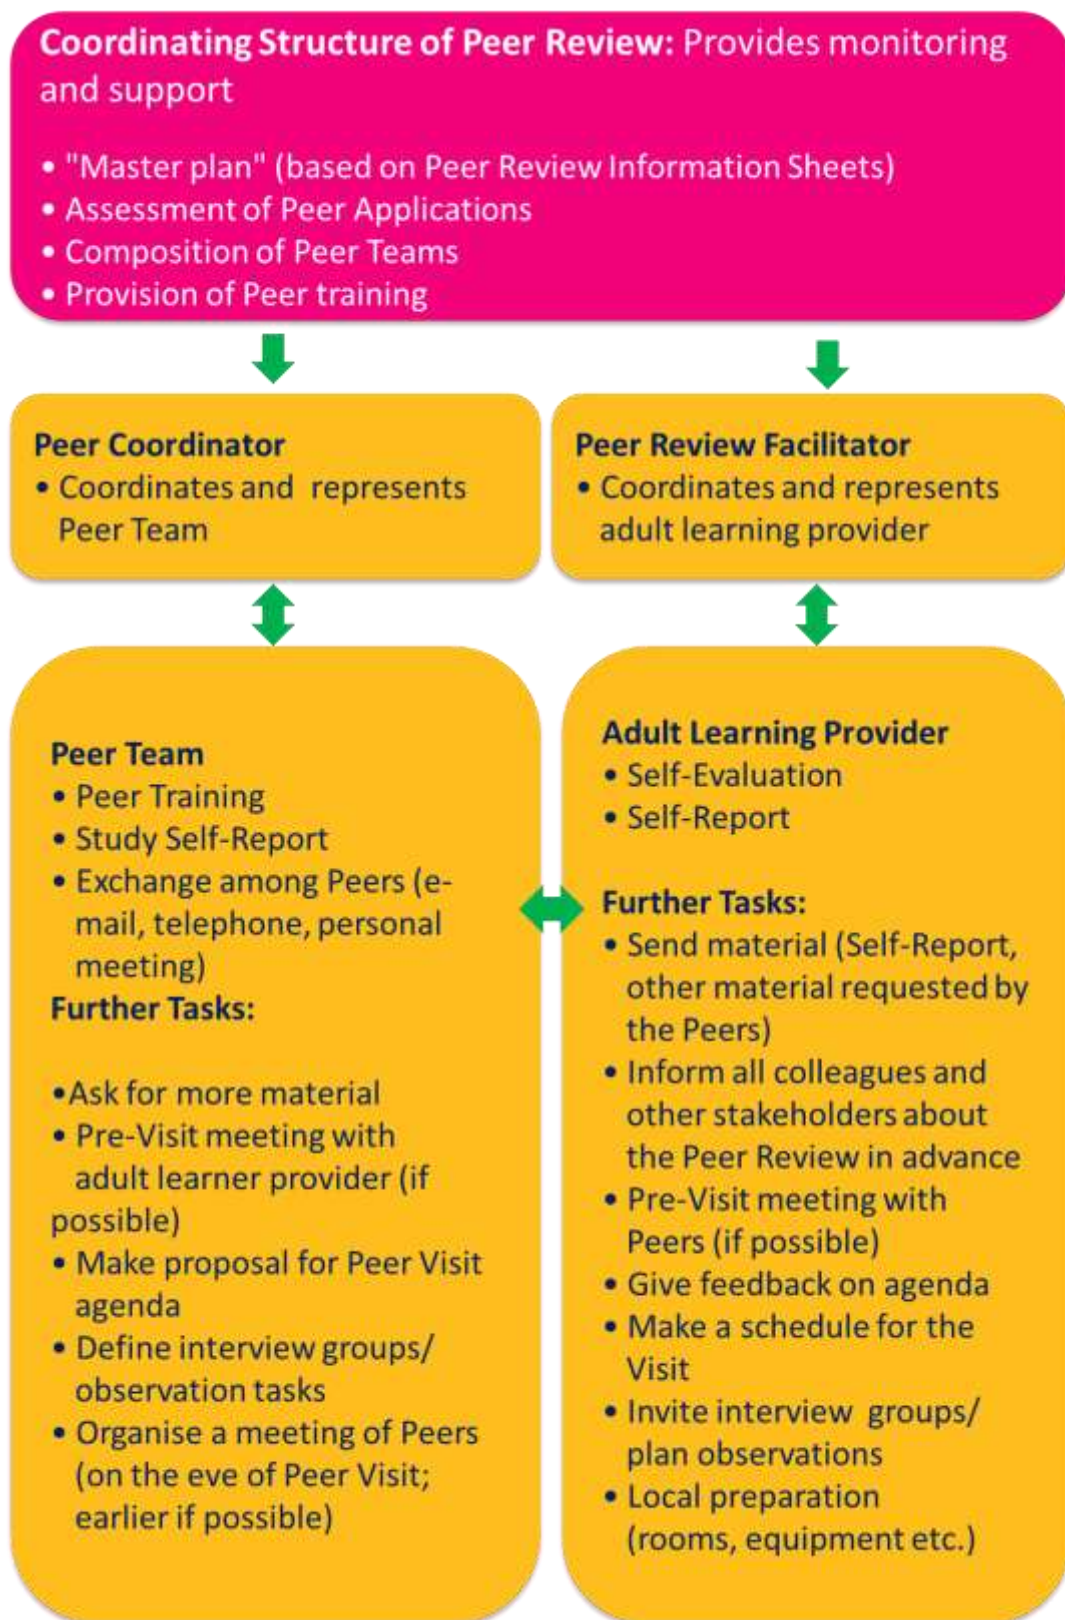 Coordinating Structure of Peer Review: Provides monitoring
and support
• "Master plan" (based on Peer Review Information Sheets)
• Assessment of Peer Applications
• Composition of Peer Teams
• Provision of Peer training
Peer Coordinator
• Coordinates and represents
Peer Team
Peer Review Facilitator
• Coordinates and represents
adult learning provider
Peer Team
• Peer Training
• Study Self-Report
• Exchange among Peers (e-
mail, telephone, personal
meeting)
Further Tasks:
•Ask for more material
• Pre-Visit meeting with
adult learner provider (if
possible)
• Make proposal for Peer Visit
agenda
• Define interview groups/
observation tasks
• Organise a meeting of Peers
(on the eve of Peer Visit;
earlier if possible)
Adult Learning Provider
• Self-Evaluation
• Self-Report
Further Tasks:
• Send material (Self-Report,
other material requested by
the Peers)
• Inform all colleagues and
other stakeholders about
the Peer Review in advance
• Pre-Visit meeting with
Peers (if possible)
• Give feedback on agenda
• Make a schedule for the
Visit
• Invite interview groups/
plan observations
• Local preparation
(rooms, equipment etc.)